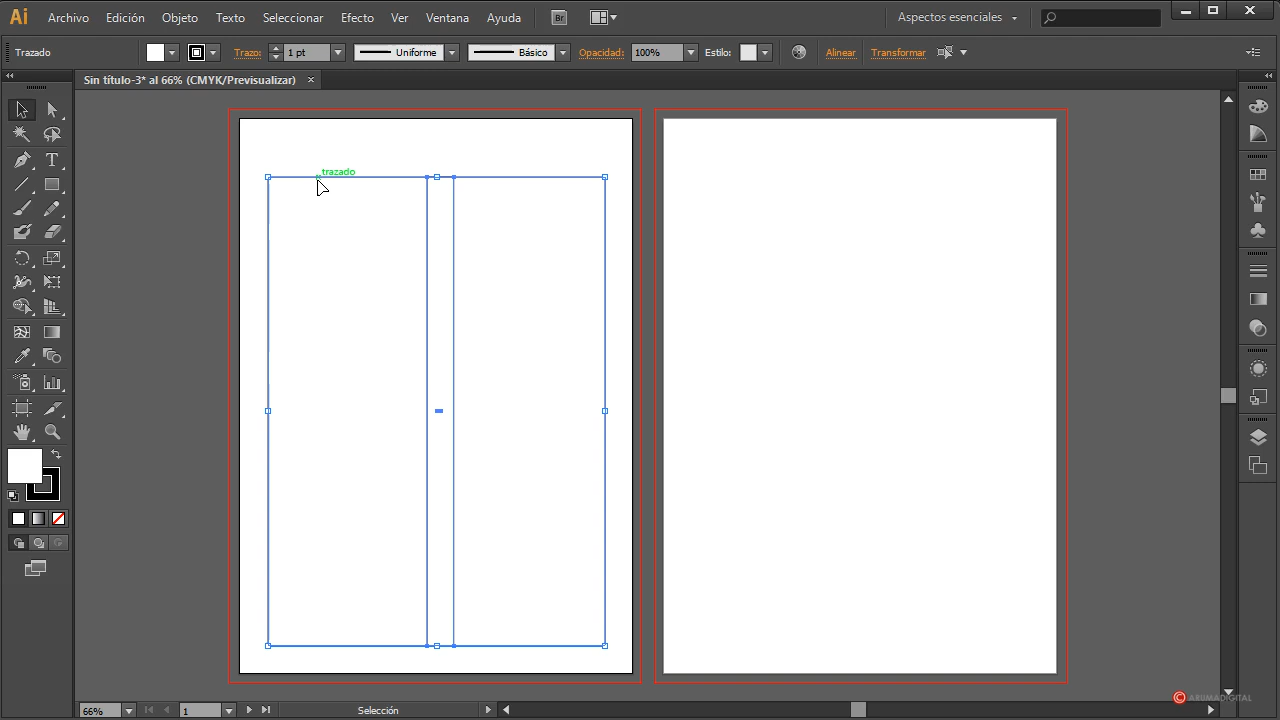 Ai Archivo Edición Objeto Texto Seleccionar Efecto Ver Ventana Ayuda Br Aspectos esenciales
Trazado Trazo: 1 pt Uniforme Básico Opacidad: 100% Estilo: Alinear Transformar
Sin título-3* al 66% (CMYK/Previsualizar) ×
trazado
T
© ARUMADIGITAL
66% 1 Selección